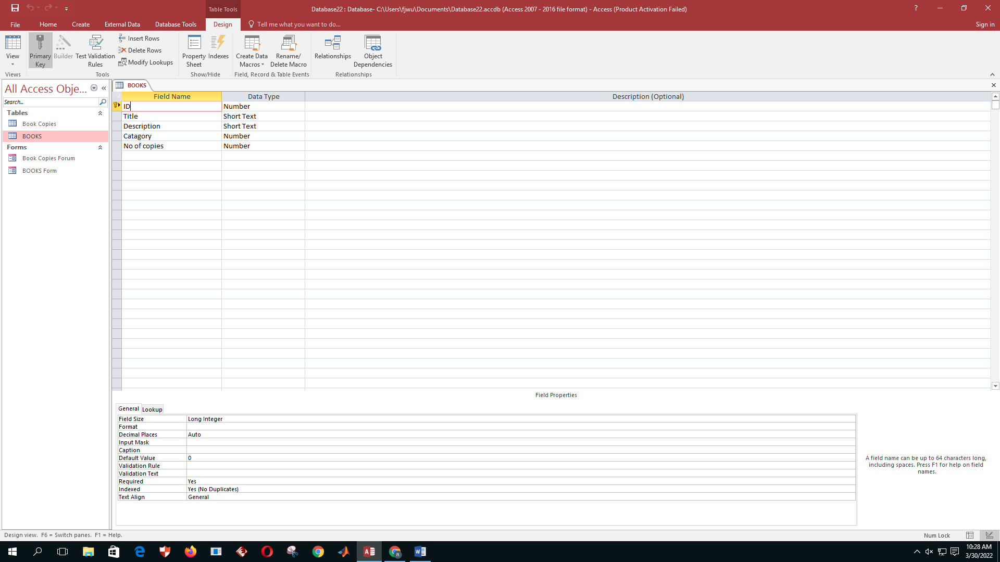 Table Tools
Database22 : Database- C:\Users\fjwu\Documents\Database22.accdb (Access 2007 - 2016 file format) - Access (Product Activation Failed)
?
File Home Create External Data Database Tools Design Tell me what you want to do... Sign in
View
Primary Key
Builder
Test Validation Rules
Insert Rows
Delete Rows
Modify Lookups
Property Sheet
Indexes
Create Data Macros
Rename/ Delete Macro
Relationships
Object Dependencies
Views Tools Show/Hide Field, Record & Table Events Relationships
All Access Obje...
Search...
Tables
Book Copies
BOOKS
Forms
Book Copies Forum
BOOKS Form
BOOKS
Field Name Data Type Description (Optional)
ID Number
Title Short Text
Description Short Text
Catagory Number
No of copies Number
Field Properties
General Lookup
Field Size Long Integer
Format
Decimal Places Auto
Input Mask
Caption
Default Value 0
Validation Rule
Validation Text
Required Yes
Indexed Yes (No Duplicates)
Text Align General
A field name can be up to 64 characters long,
including spaces. Press F1 for help on field
names.
Design view. F6 = Switch panes. F1 = Help.
Num Lock
10:28 AM
3/30/2022